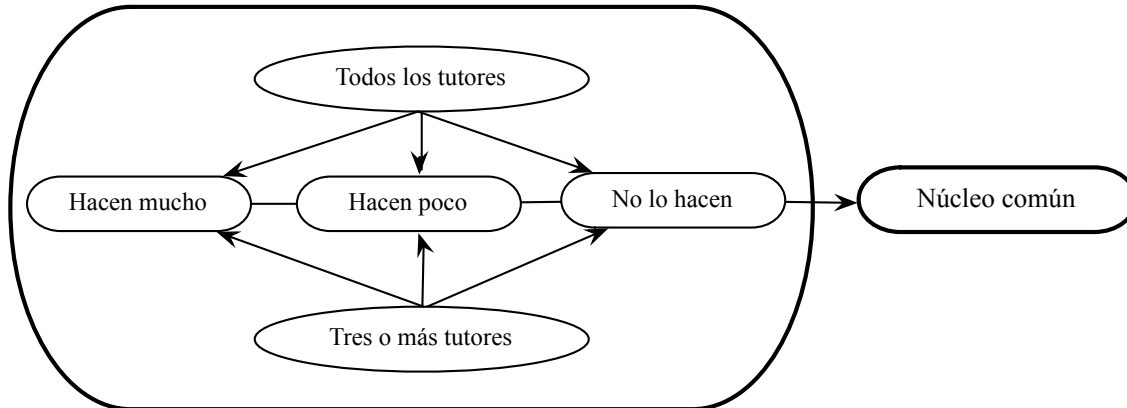 Todos los tutores
Hacen mucho
Hacen poco
No lo hacen
Núcleo común
Tres o más tutores